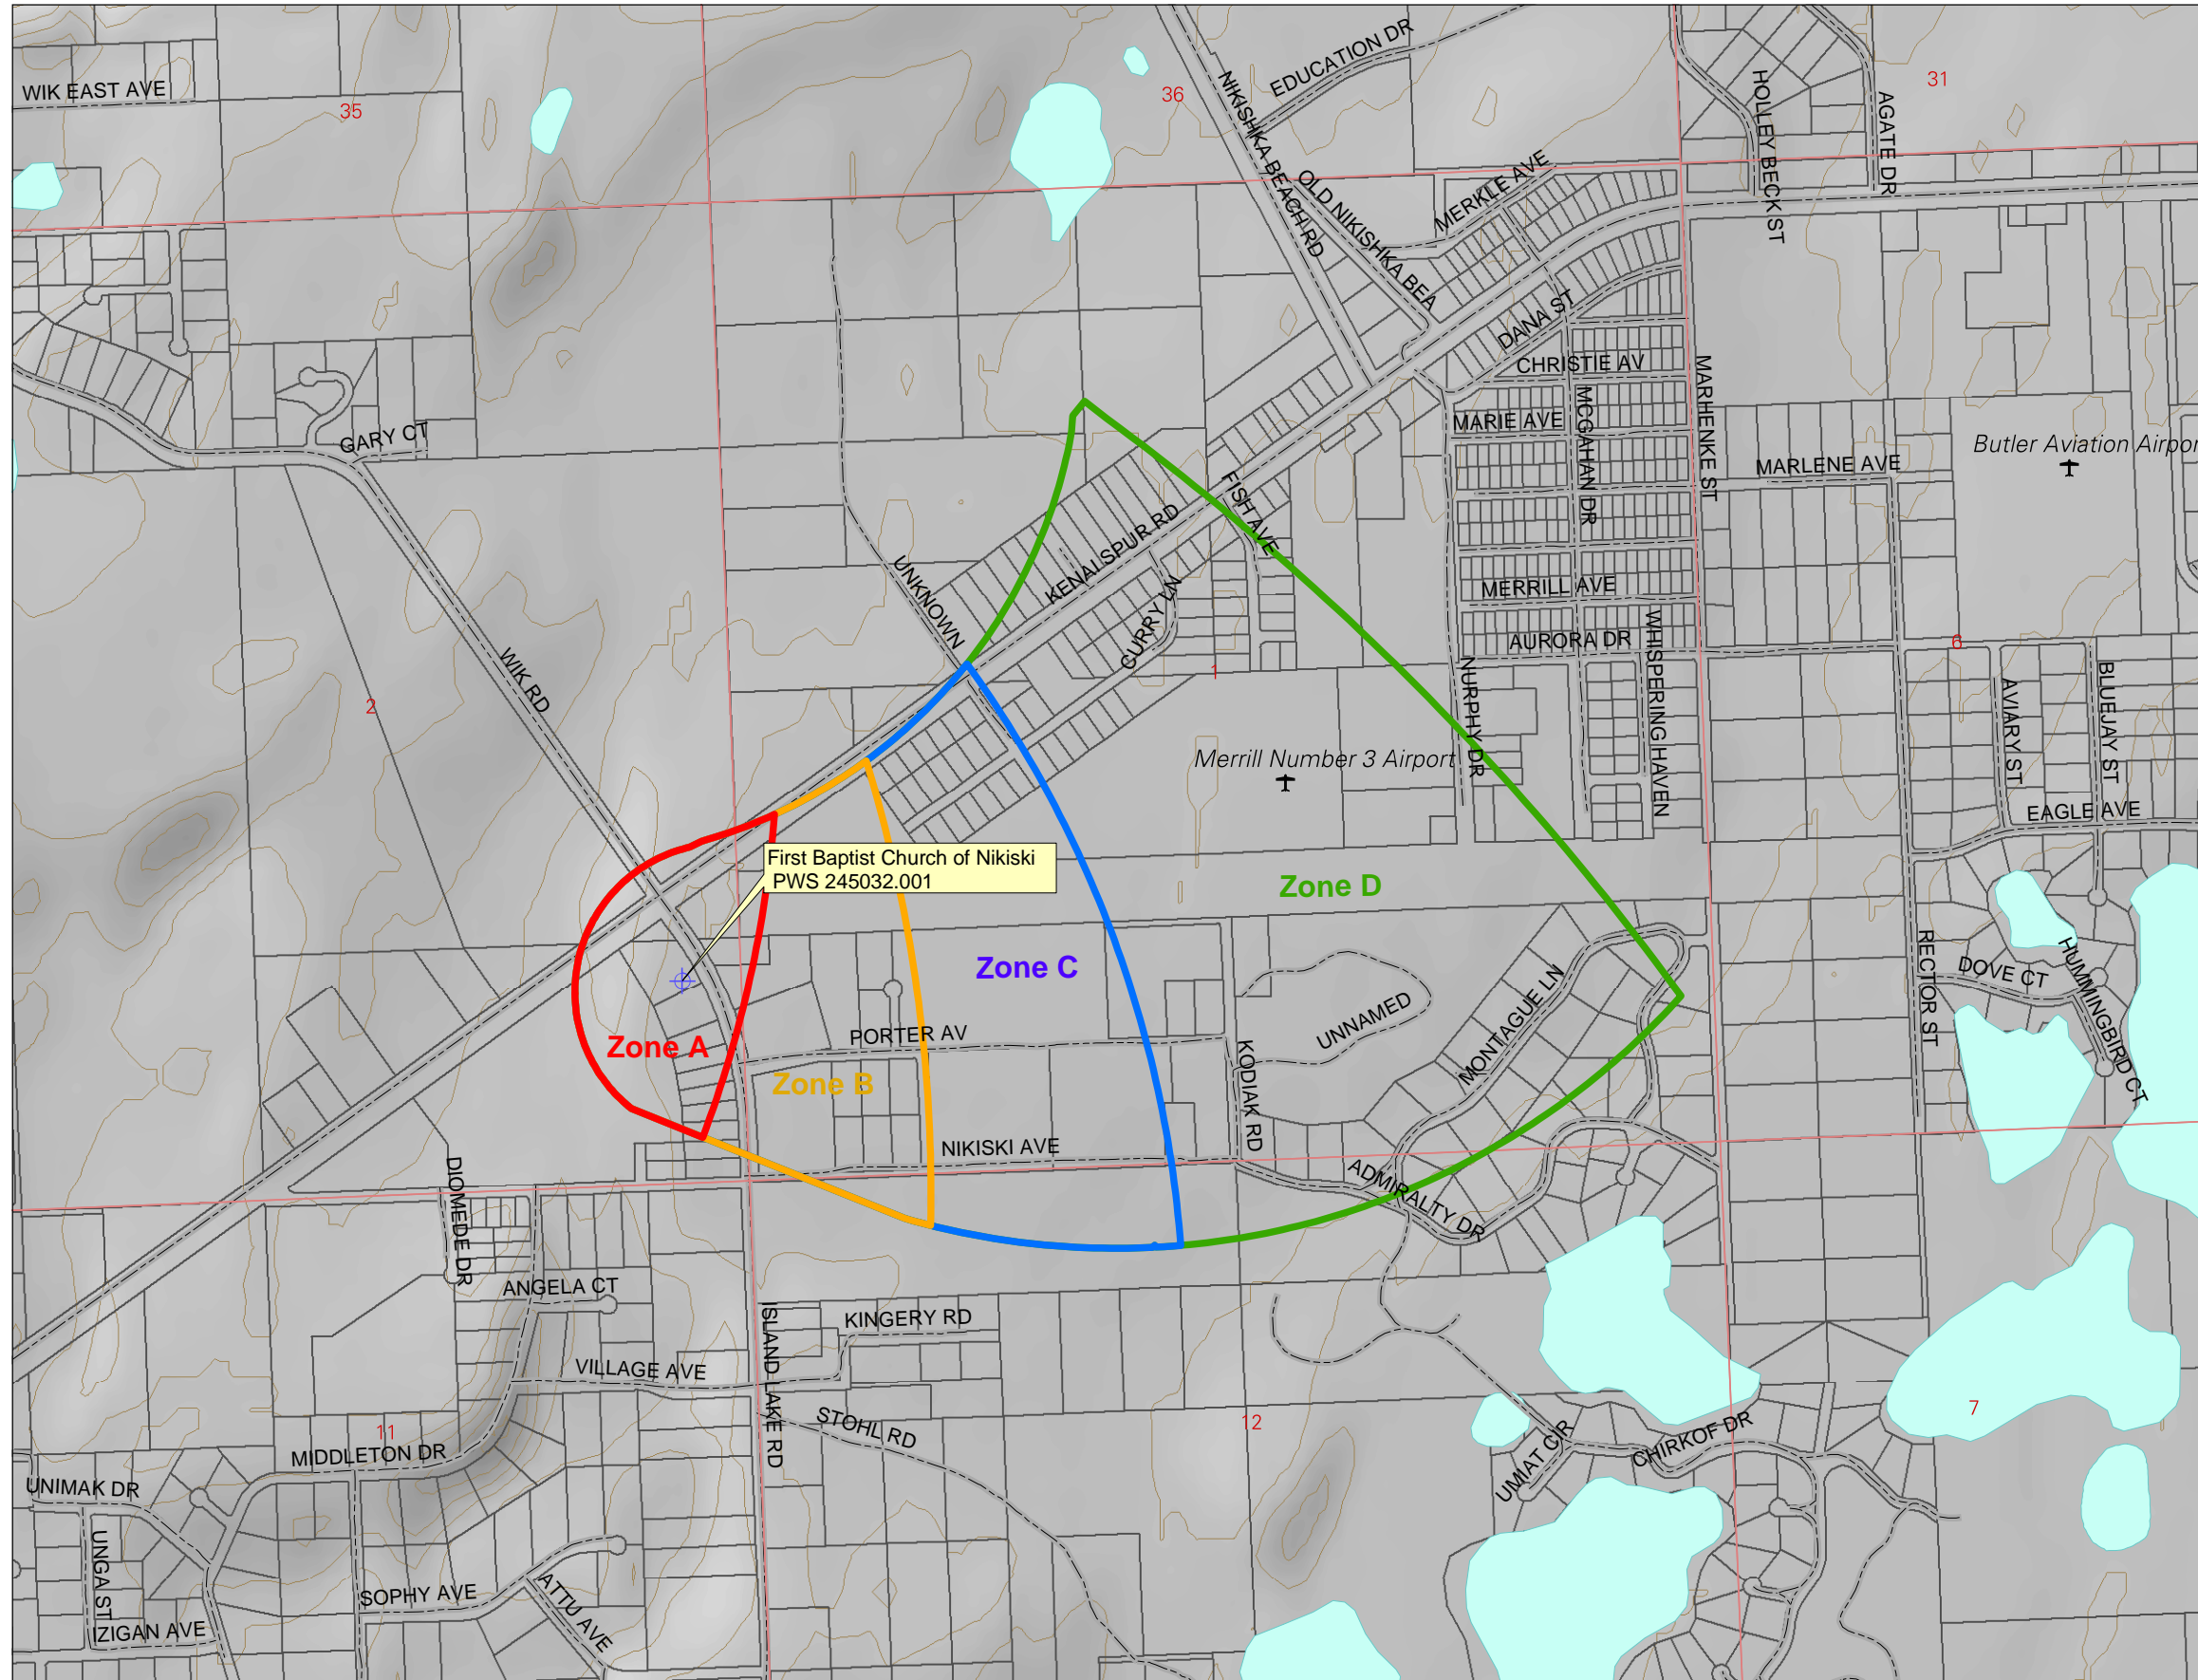 EDUCATION DR
WIK EAST AVE
35
36
31
NIKISHKA BEACH RD
HOLLEY BECK ST
AGATE DR
OLD NIKISHKA BEA
MERKLE AVE
DANA ST
CHRISTIE AV
MARHENKE ST
MCGAHAN DR
MARIE AVE
GARY CT
Butler Aviation Airpor
MARLENE AVE
FISH AVE
KENAI SPUR RD
UNKNOWN
CURRY LN
MERRILL AVE
AURORA DR
WHISPERING HAVEN
NURPHY DR
WIK RD
2
1
6
AVIARY ST
BLUEJAY ST
Merrill Number 3 Airport
EAGLE AVE
First Baptist Church of Nikiski
PWS 245032.001
Zone D
Zone C
RECTOR ST
DOVE CT
HUMMINGBIRD CT
MONTAGUE LN
UNNAMED
Zone A
PORTER AV
KODIAK RD
Zone B
NIKISKI AVE
ADMIRALTY DR
DIOMEDE DR
ANGELA CT
ISLAND LAKE RD
KINGERY RD
VILLAGE AVE
STOHL RD
11
12
7
MIDDLETON DR
CHIRKOF DR
UMIAT CIR
UNIMAK DR
UNGA ST
SOPHY AVE
ATTU AVE
IZIGAN AVE